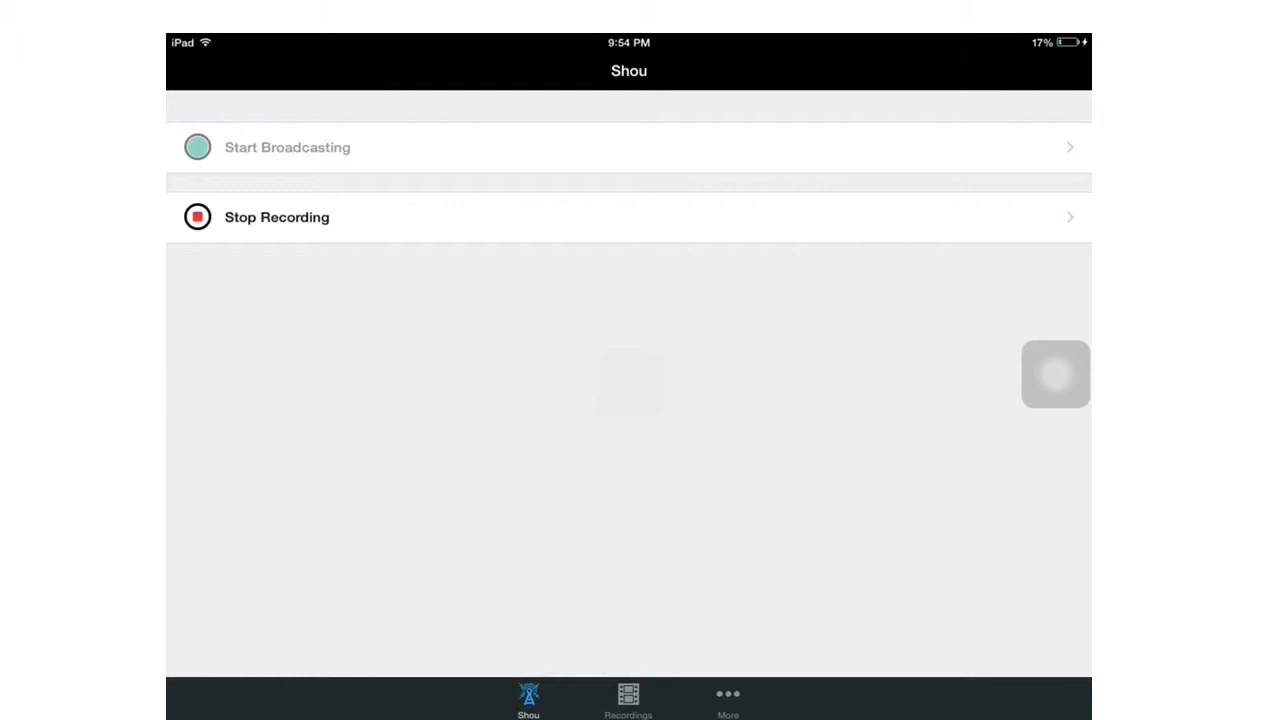 iPad 9:54 PM 17%
Shou
Start Broadcasting
Stop Recording
Shou Recordings More